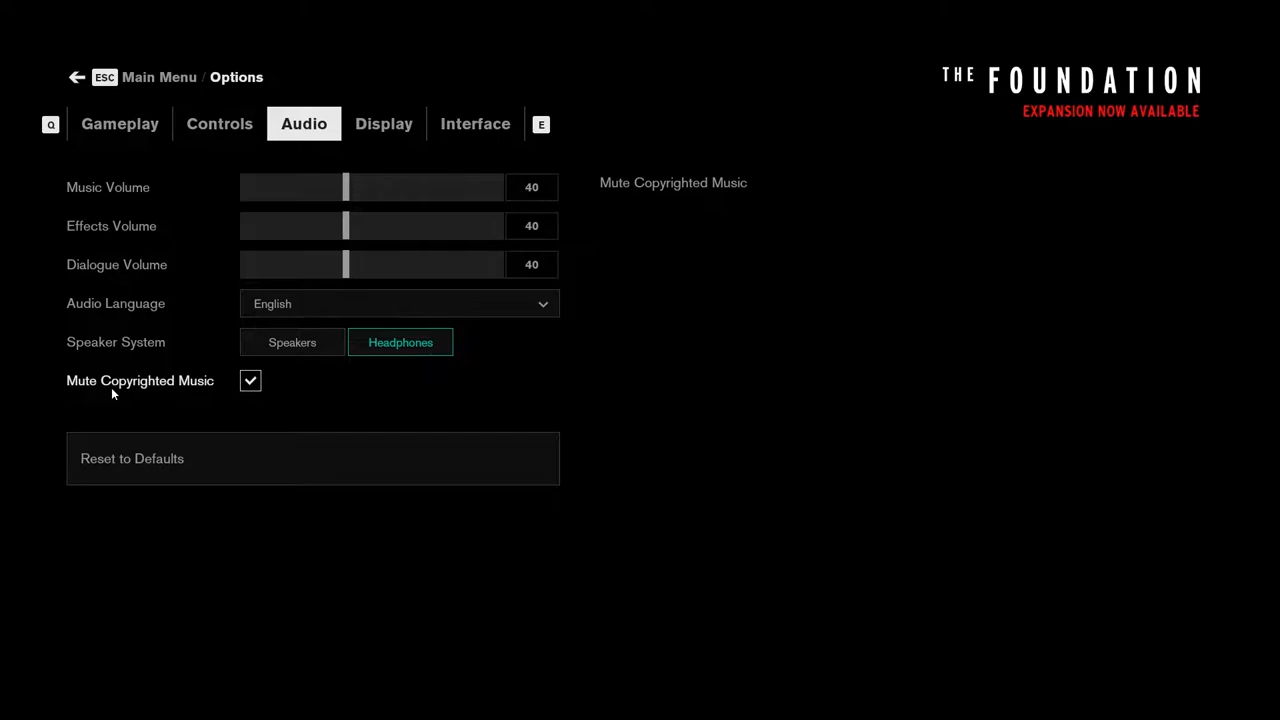 ESC Main Menu / Options
THE FOUNDATION
EXPANSION NOW AVAILABLE
Q Gameplay Controls Audio Display Interface E
Music Volume 40
Mute Copyrighted Music
Effects Volume 40
Dialogue Volume 40
Audio Language English
Speaker System Speakers Headphones
Mute Copyrighted Music
Reset to Defaults